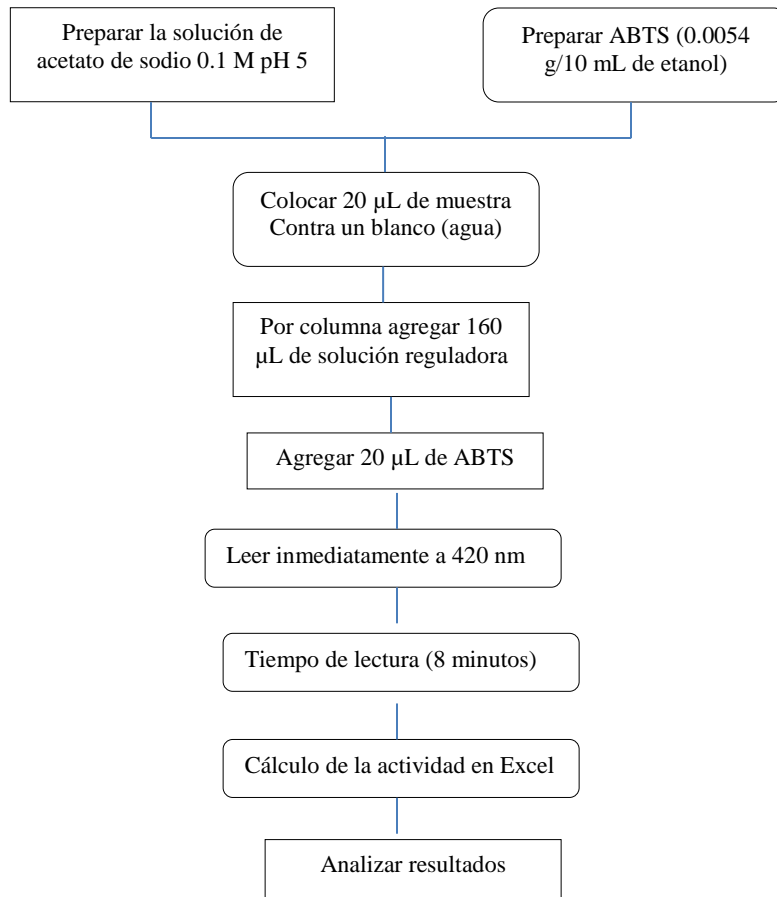 Preparar la solución de
acetato de sodio 0.1 M pH 5
Preparar ABTS (0.0054
g/10 mL de etanol)
Colocar 20 µL de muestra
Contra un blanco (agua)
Por columna agregar 160
µL de solución reguladora
Agregar 20 µL de ABTS
Leer inmediatamente a 420 nm
Tiempo de lectura (8 minutos)
Cálculo de la actividad en Excel
Analizar resultados